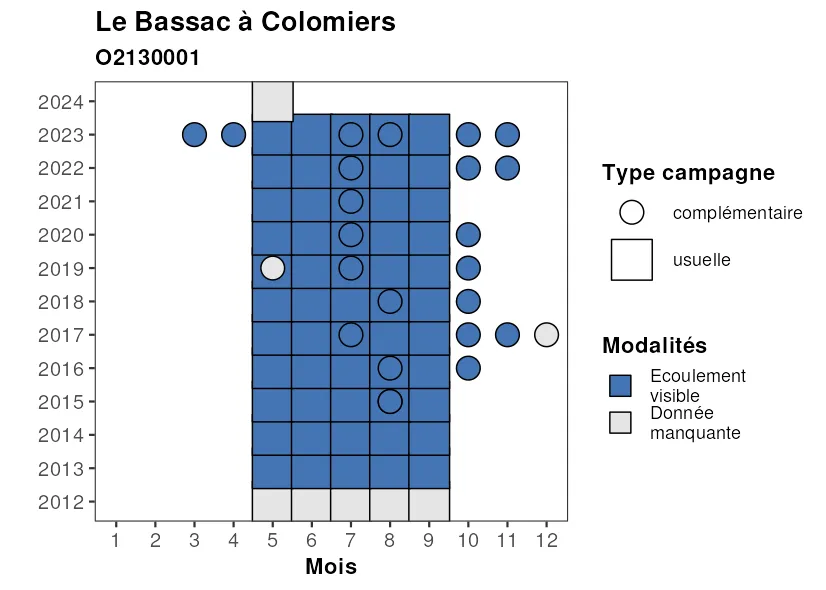 Le Bassac à Colomiers
O2130001
2024
2023
2022
2021
2020
2019
2018
2017
2016
2015
2014
2013
2012
1 2 3 4 5 6 7 8 9 10 11 12
Mois
Type campagne
complémentaire
usuelle
Modalités
Ecoulement
visible
Donnée
manquante